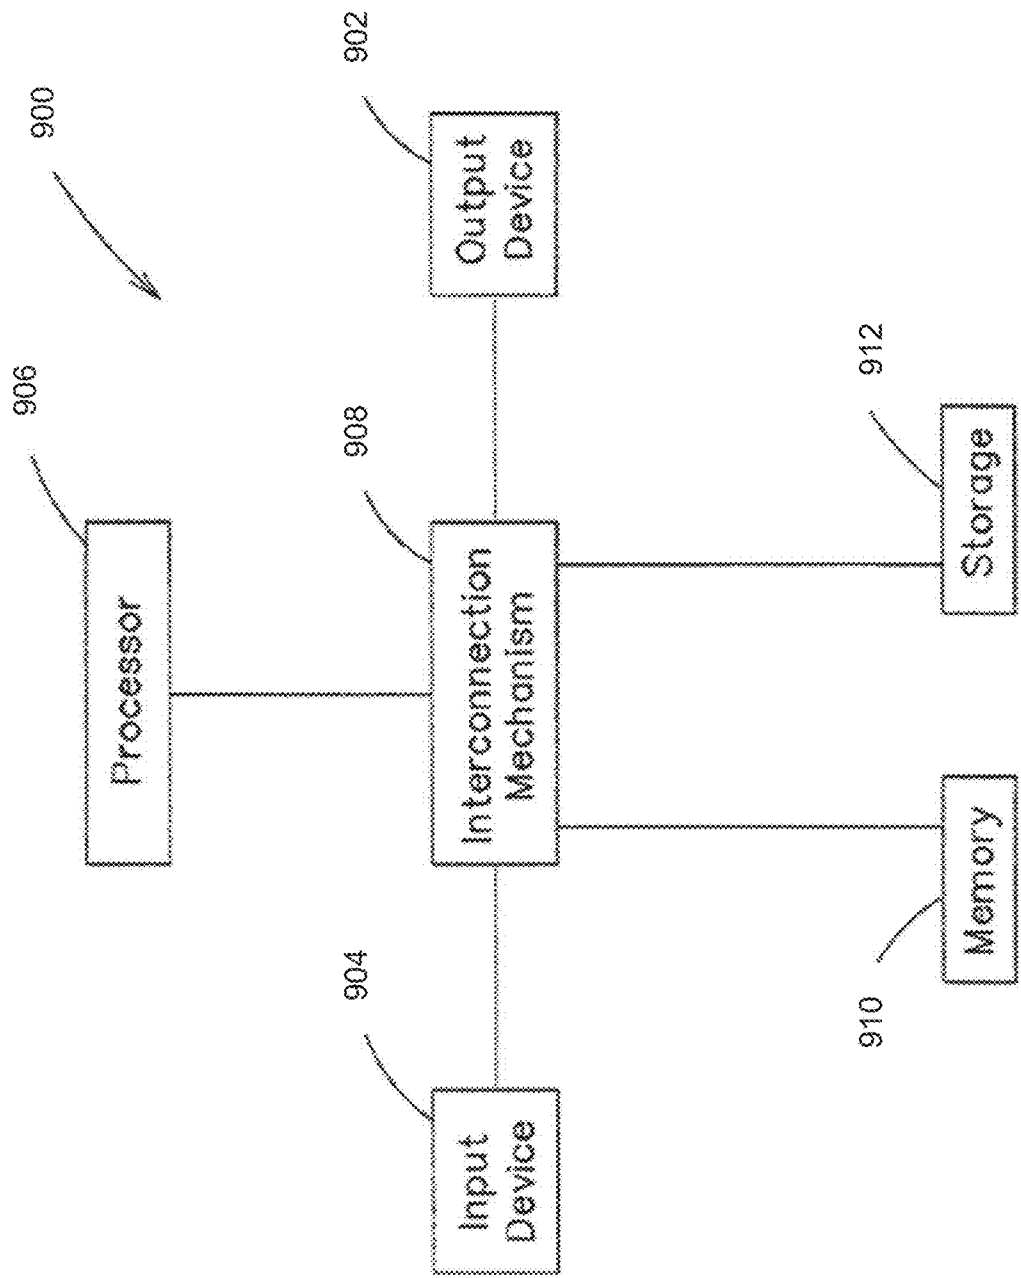 900
906
Processor
904
908
902
Input
Device
Interconnection
Mechanism
Output
Device
910
912
Memory
Storage